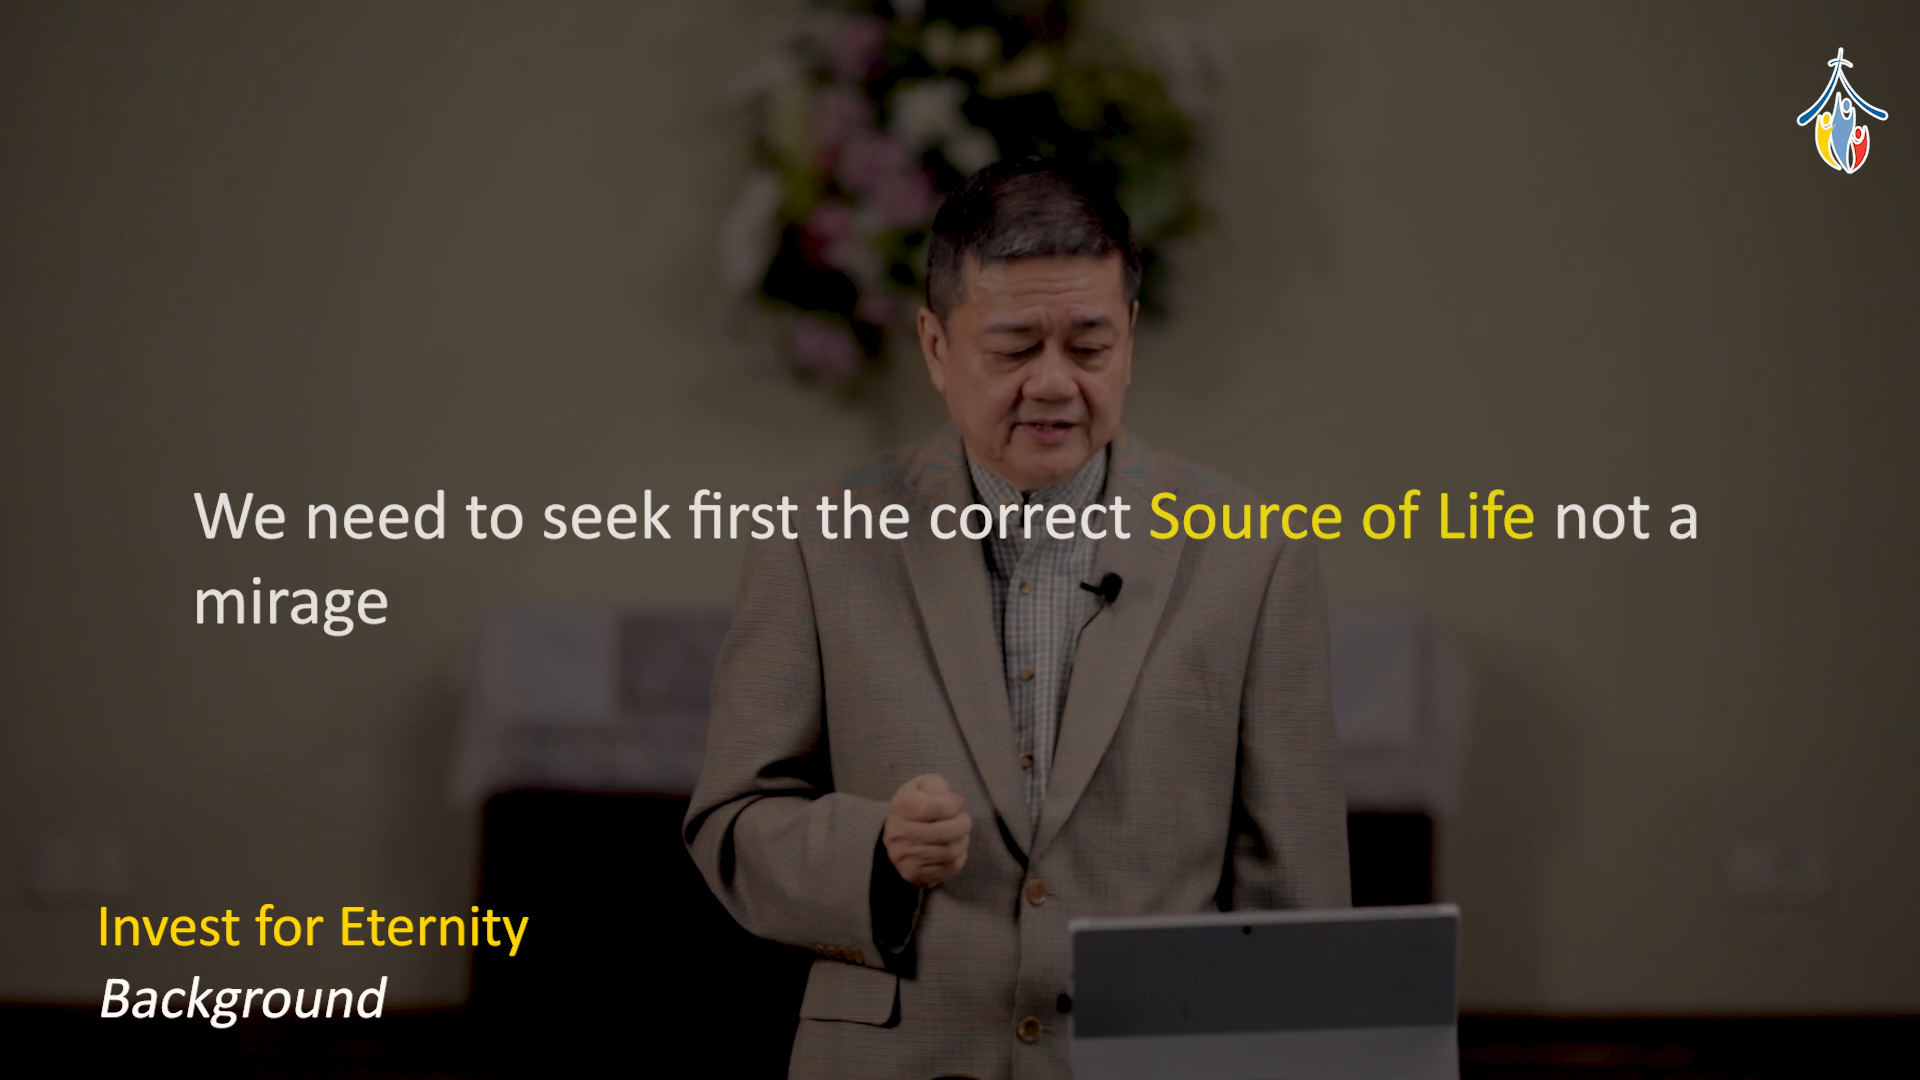 We need to seek first the correct Source of Life not a
mirage
Invest for Eternity
Background